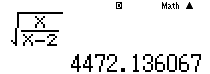 D Math ▲
√(X/(X-2))
4472.136067